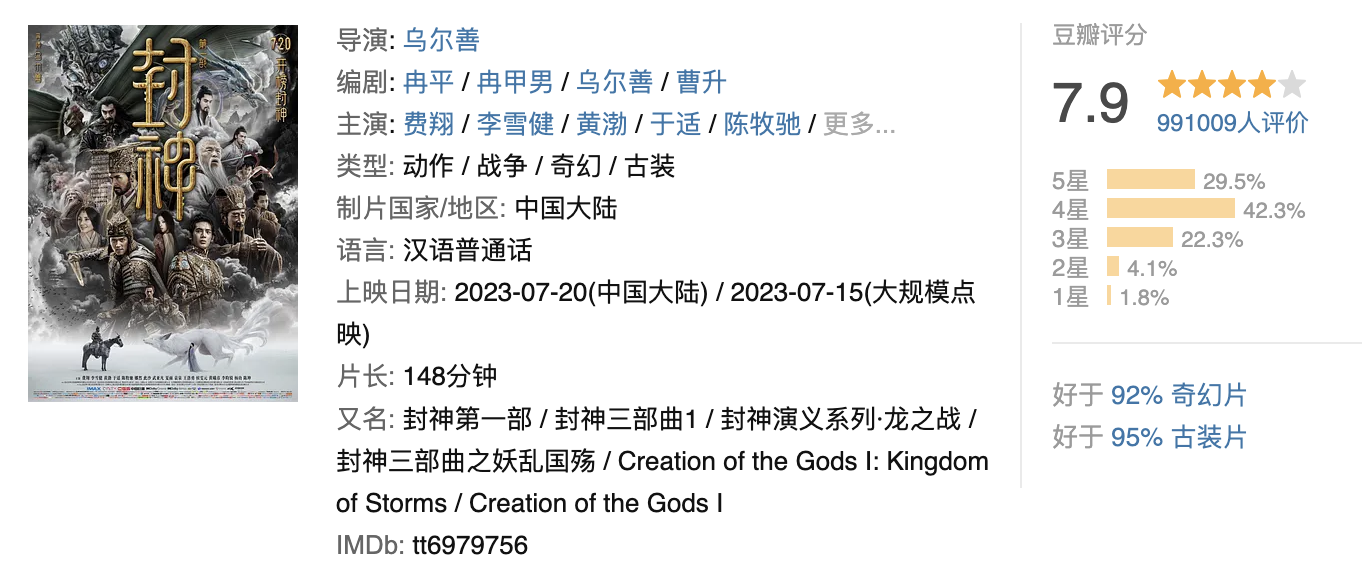 封神
第一部
7.20
开榜封神
IMAX
导演: 乌尔善
编剧: 冉平 / 冉甲男 / 乌尔善 / 曹升
主演: 费翔 / 李雪健 / 黄渤 / 于适 / 陈牧驰 / 更多...
类型: 动作 / 战争 / 奇幻 / 古装
制片国家/地区: 中国大陆
语言: 汉语普通话
上映日期: 2023-07-20(中国大陆) / 2023-07-15(大规模点
映)
片长: 148分钟
又名: 封神第一部 / 封神三部曲1 / 封神演义系列·龙之战 /
封神三部曲之妖乱国殇 / Creation of the Gods I: Kingdom
of Storms / Creation of the Gods I
IMDb: tt6979756
豆瓣评分
7.9
991009人评价
5星 29.5%
4星 42.3%
3星 22.3%
2星 4.1%
1星 1.8%
好于 92% 奇幻片
好于 95% 古装片